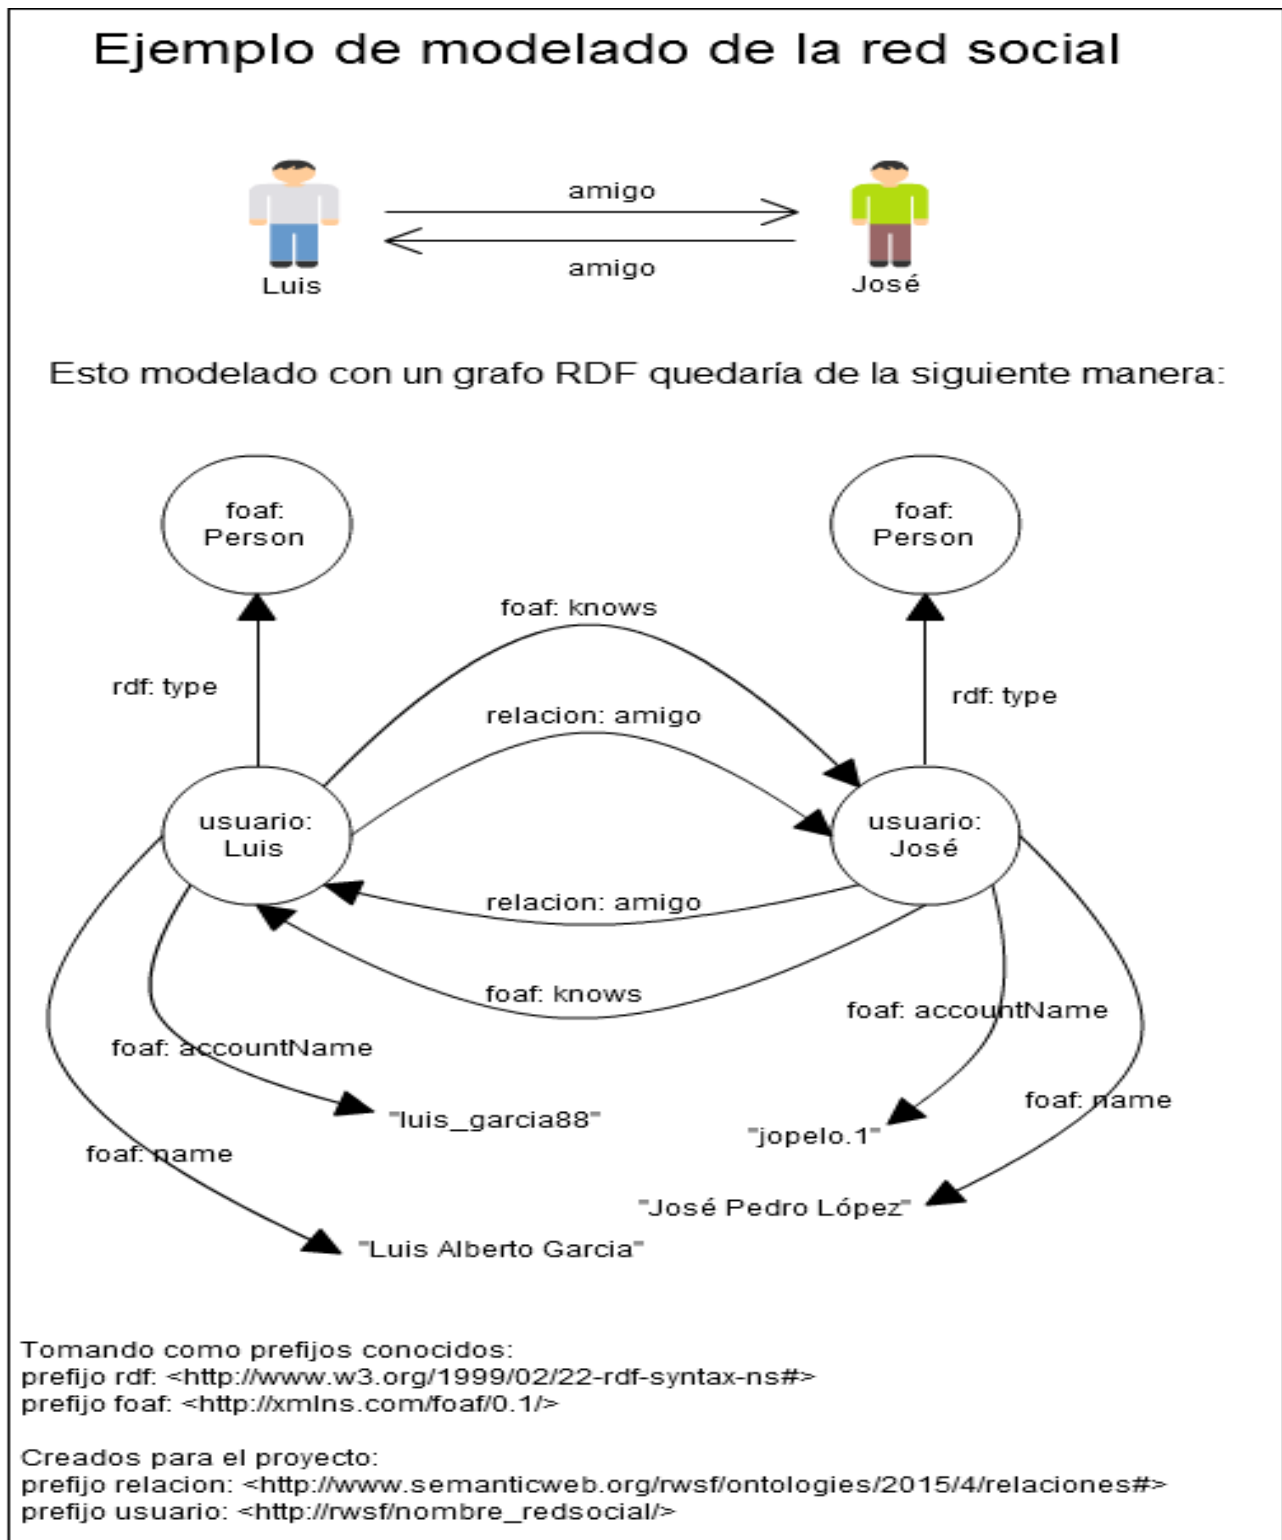 Ejemplo de modelado de la red social
amigo
amigo
Luis
José
Esto modelado con un grafo RDF quedaría de la siguiente manera:
foaf:
Person
foaf:
Person
foaf: knows
rdf: type
rdf: type
relacion: amigo
usuario:
Luis
usuario:
José
relacion: amigo
foaf: knows
foaf: accountName
foaf: accountName
"luis_garcia88"
foaf: name
"jopelo.1"
foaf: name
"José Pedro López"
"Luis Alberto Garcia"
Tomando como prefijos conocidos:
prefijo rdf: <http://www.w3.org/1999/02/22-rdf-syntax-ns#>
prefijo foaf: <http://xmlns.com/foaf/0.1/>
Creados para el proyecto:
prefijo relacion: <http://www.semanticweb.org/rwsf/ontologies/2015/4/relaciones#>
prefijo usuario: <http://rwsf/nombre_redsocial/>